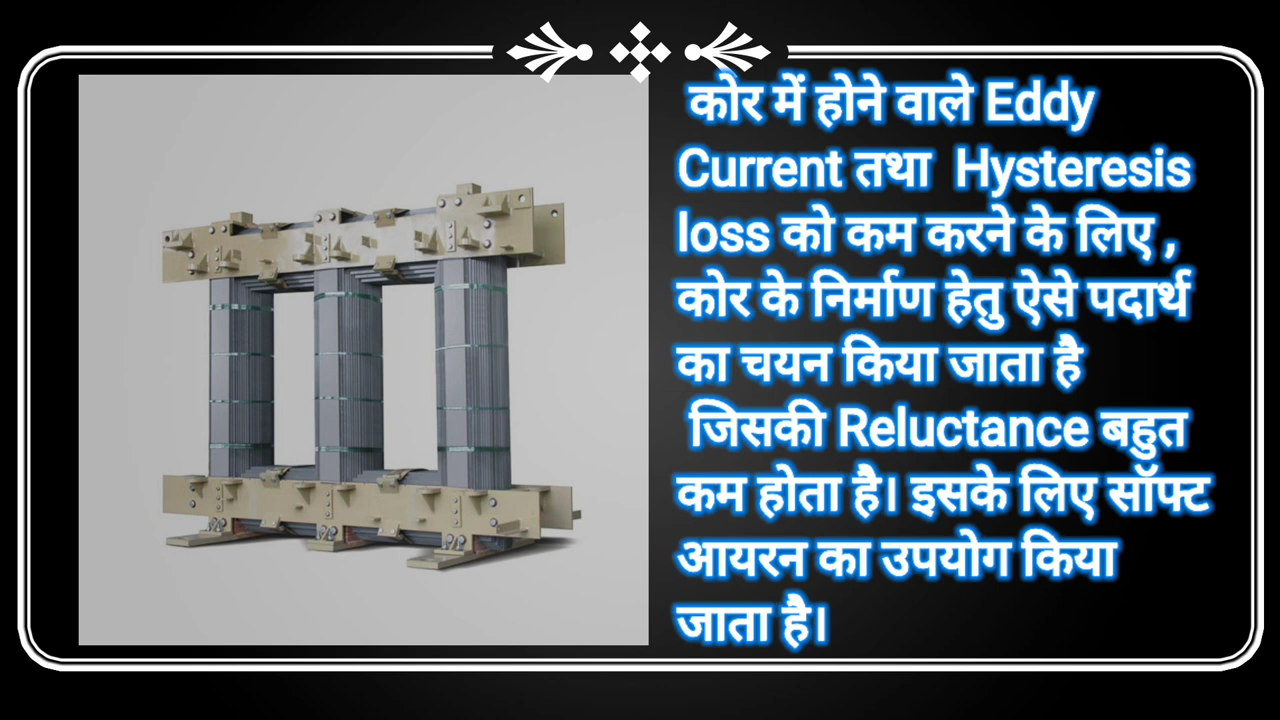 कोर में होने वाले Eddy
Current तथा Hysteresis
loss को कम करने के लिए ,
कोर के निर्माण हेतु ऐसे पदार्थ
का चयन किया जाता है
जिसकी Reluctance बहुत
कम होता है। इसके लिए सॉफ्ट
आयरन का उपयोग किया
जाता है।